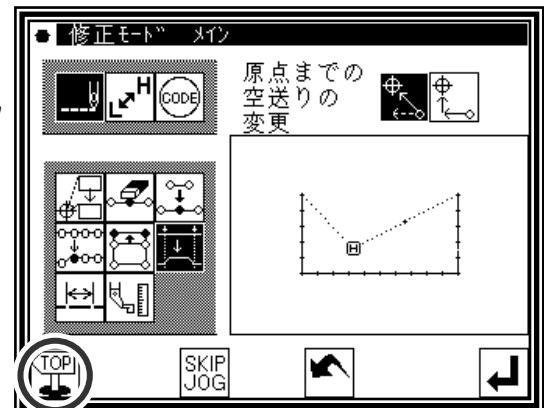 修正モード メイン
L H CODE
原点までの
空送りの
変更
H
TOP
SKIP
JOG